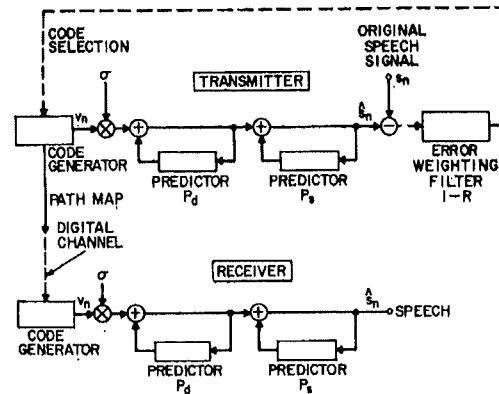 CODE
SELECTION
σ
TRANSMITTER
ORIGINAL
SPEECH
SIGNAL
sn
vn
ŝn
CODE GENERATOR
PREDICTOR
Pd
PREDICTOR
Ps
ERROR
WEIGHTING
FILTER
I-R
PATH MAP
DIGITAL
CHANNEL
σ
RECEIVER
vn
ŝn
SPEECH
CODE
GENERATOR
PREDICTOR
Pd
PREDICTOR
Ps